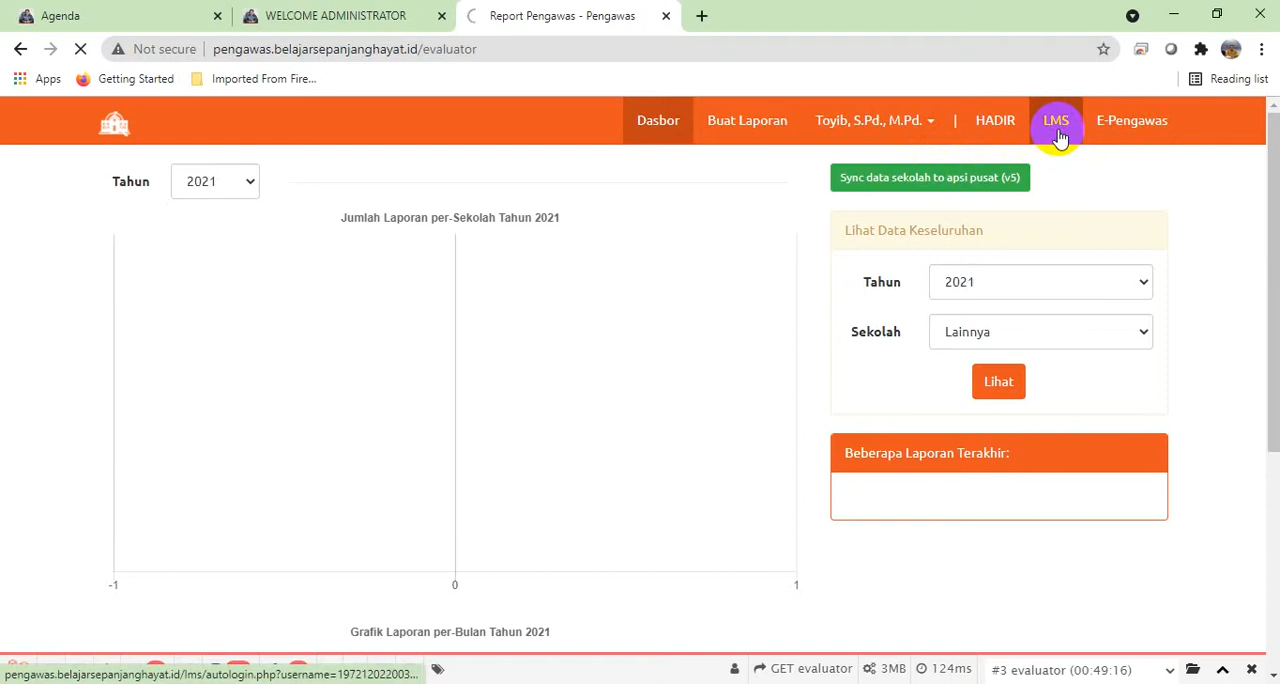 Agenda
WELCOME ADMINISTRATOR
Report Pengawas - Pengawas
Not secure
pengawas.belajarsepanjanghayat.id/evaluator
Apps
Getting Started
Imported From Fire...
Reading list
Dasbor
Buat Laporan
Toyib, S.Pd., M.Pd.
|
HADIR
LMS
E-Pengawas
Tahun
2021
Jumlah Laporan per-Sekolah Tahun 2021
-1
0
1
Grafik Laporan per-Bulan Tahun 2021
Sync data sekolah to apsi pusat (v5)
Lihat Data Keseluruhan
Tahun
2021
Sekolah
Lainnya
Lihat
Beberapa Laporan Terakhir:
pengawas.belajarsepanjanghayat.id/lms/autologin.php?username=197212022003...
GET evaluator
3MB
124ms
#3 evaluator (00:49:16)